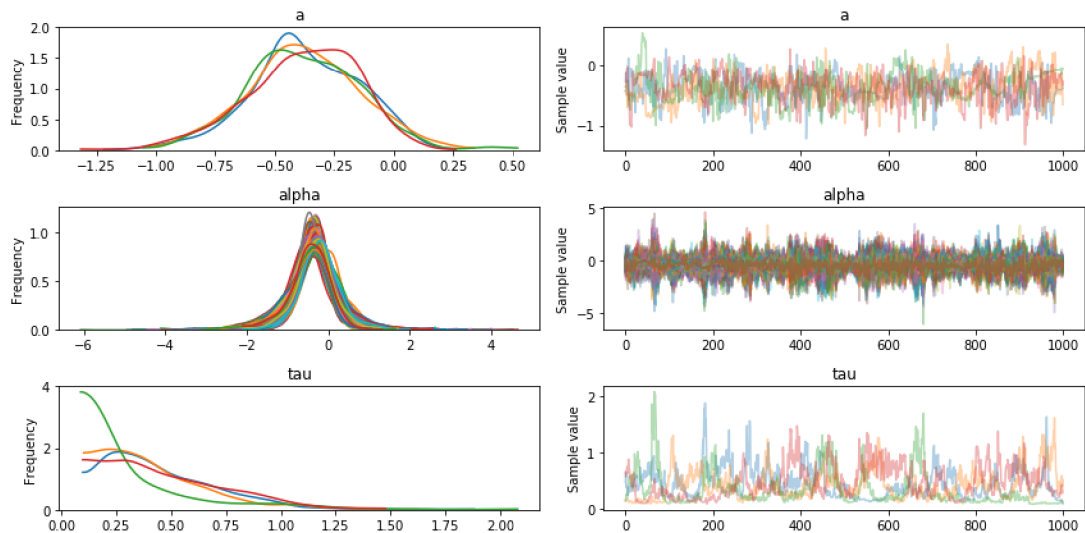 a
2.0
1.5
1.0
0.5
0.0
Frequency
-1.25 -1.00 -0.75 -0.50 -0.25 0.00 0.25 0.50
a
0
-1
Sample value
0 200 400 600 800 1000
alpha
1.0
0.5
0.0
Frequency
-6 -4 -2 0 2 4
alpha
5
0
-5
Sample value
0 200 400 600 800 1000
tau
4
2
0
Frequency
0.00 0.25 0.50 0.75 1.00 1.25 1.50 1.75 2.00
tau
2
1
0
Sample value
0 200 400 600 800 1000